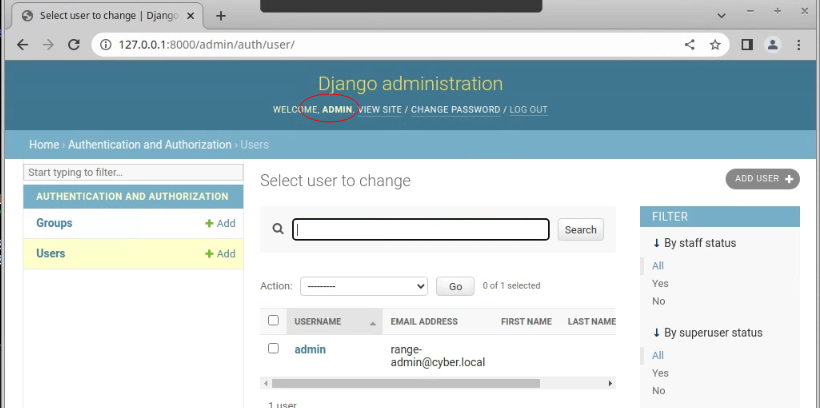 Select user to change | Django
127.0.0.1:8000/admin/auth/user/
Django administration
WELCOME, ADMIN. VIEW SITE / CHANGE PASSWORD / LOG OUT
Home › Authentication and Authorization › Users
Start typing to filter...
AUTHENTICATION AND AUTHORIZATION
Groups + Add
Users + Add
Select user to change
ADD USER +
Search
Action: --------- Go 0 of 1 selected
USERNAME EMAIL ADDRESS FIRST NAME LAST NAME
admin range-
admin@cyber.local
1 user
FILTER
↓ By staff status
All
Yes
No
↓ By superuser status
All
Yes
No